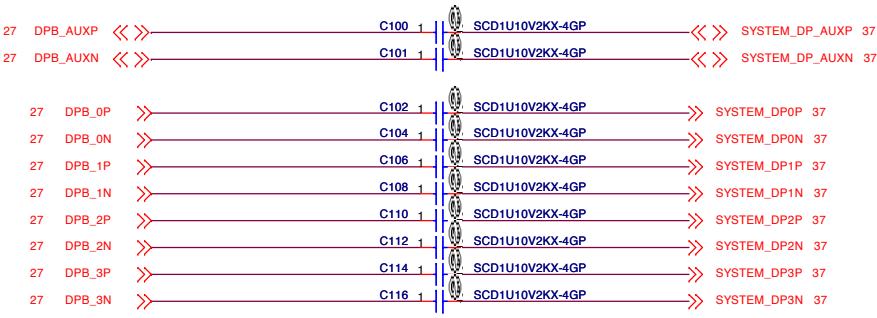 27 DPB_AUXP C100 1 SCD1U10V2KX-4GP SYSTEM_DP_AUXP 37
27 DPB_AUXN C101 1 SCD1U10V2KX-4GP SYSTEM_DP_AUXN 37
27 DPB_0P C102 1 SCD1U10V2KX-4GP SYSTEM_DP0P 37
27 DPB_0N C104 1 SCD1U10V2KX-4GP SYSTEM_DP0N 37
27 DPB_1P C106 1 SCD1U10V2KX-4GP SYSTEM_DP1P 37
27 DPB_1N C108 1 SCD1U10V2KX-4GP SYSTEM_DP1N 37
27 DPB_2P C110 1 SCD1U10V2KX-4GP SYSTEM_DP2P 37
27 DPB_2N C112 1 SCD1U10V2KX-4GP SYSTEM_DP2N 37
27 DPB_3P C114 1 SCD1U10V2KX-4GP SYSTEM_DP3P 37
27 DPB_3N C116 1 SCD1U10V2KX-4GP SYSTEM_DP3N 37